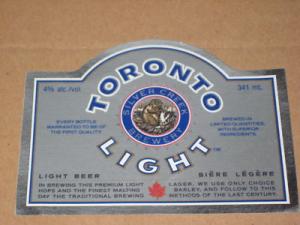 TORONTO
4% alc./vol.
341 mL
SILVER CREEK
BREWERY
EVERY BOTTLE
WARRANTED TO BE OF
THE FIRST QUALITY
BREWED IN
LIMITED QUANTITIES,
WITH SUPERIOR
INGREDIENTS
LIGHT
TM
LIGHT BEER
BIÈRE LÉGÈRE
IN BREWING THIS PREMIUM LIGHT LAGER, WE USE ONLY CHOICE
HOPS AND THE FINEST MALTING BARLEY, AND FOLLOW TO THIS
DAY THE TRADITIONAL BREWING METHODS OF THE LAST CENTURY.